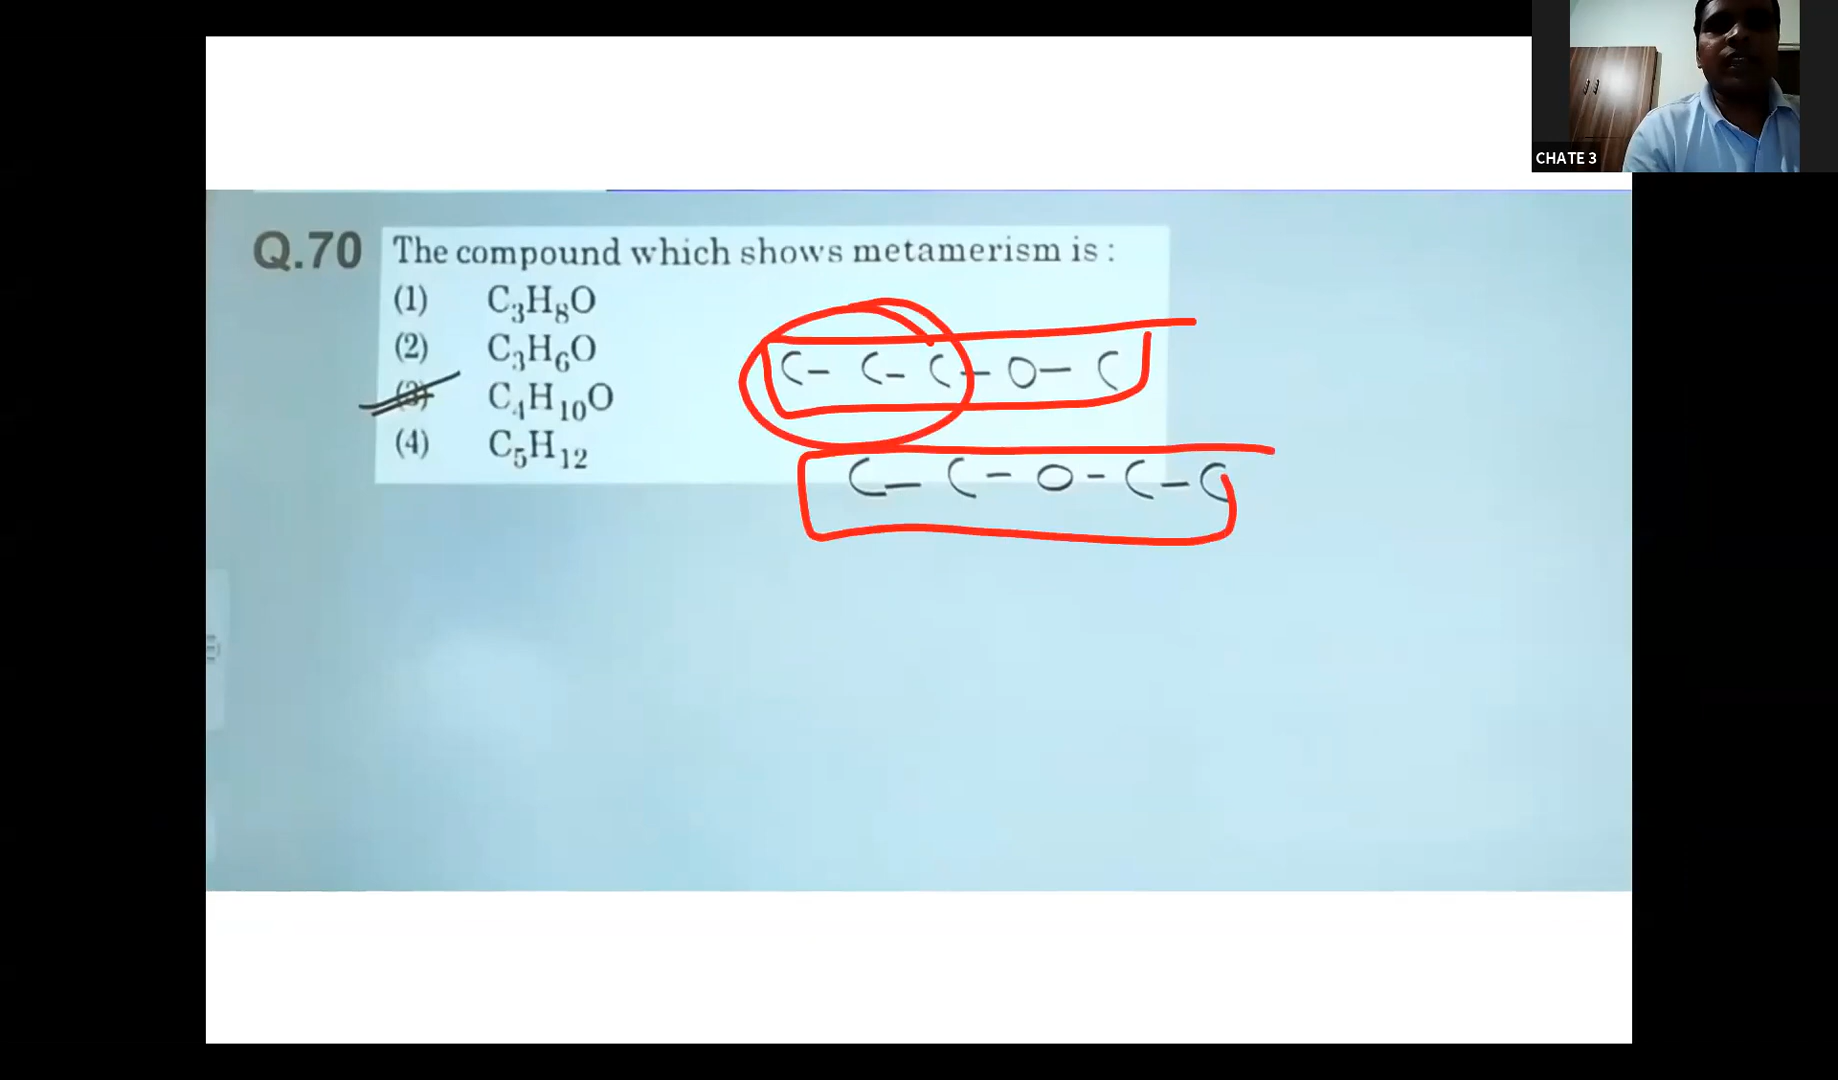 CHATE 3
Q.70 The compound which shows metamerism is :
(1) C₃H₈O
(2) C₃H₆O
(3) C₄H₁₀O
(4) C₅H₁₂
C – C – C – O – C
C – C – O – C – C